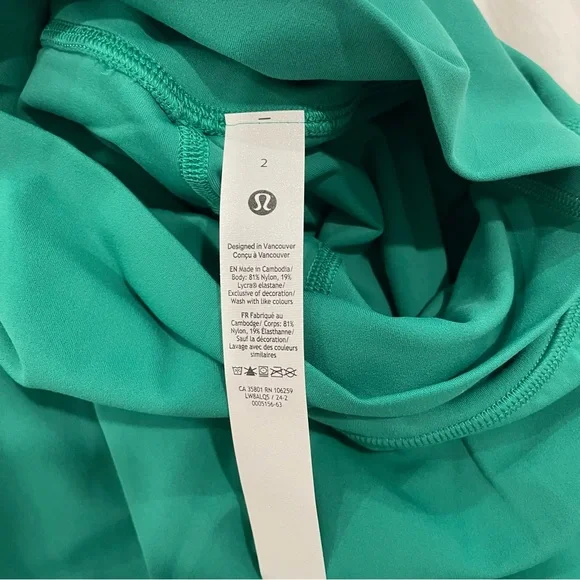 2
Designed in Vancouver
Conçu à Vancouver
EN Made in Cambodia/
Body: 81% Nylon, 19%
Lycra® elastane/
Exclusive of decoration/
Wash with like colours
FR Fabriqué au
Cambodge/ Corps: 81%
Nylon, 19% Élasthanne/
Sauf la décoration/
Lavage avec des couleurs
similaires
CA 35801 RN 106259
LW8ALQS / 24-2
0005156-63